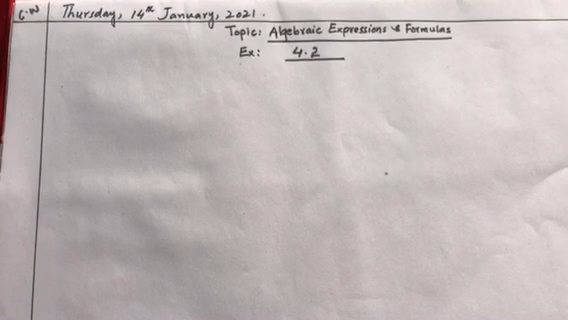 C.W Thursday, 14th January, 2021.
Topic: Algebraic Expressions & Formulas
Ex: 4.2